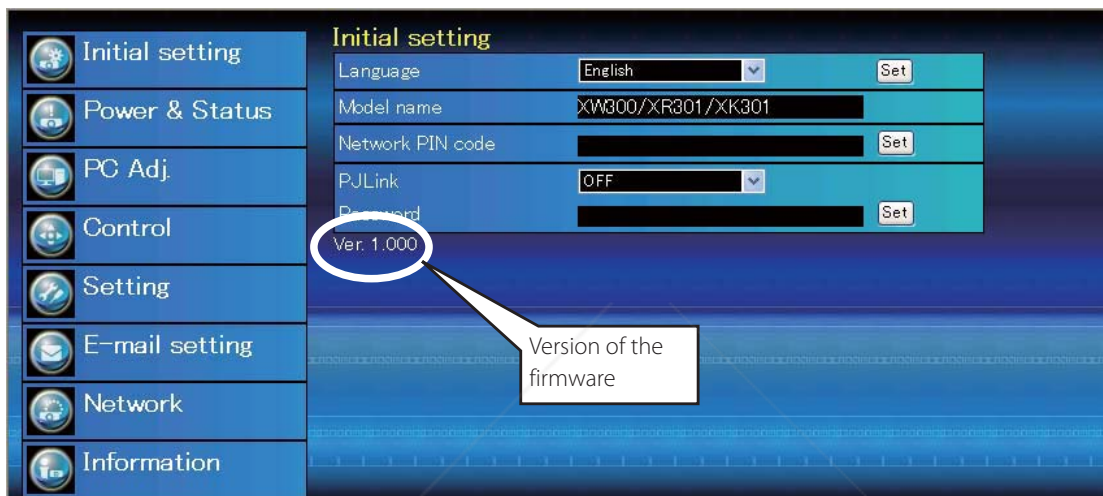 Initial setting
Power & Status
PC Adj.
Control
Setting
E-mail setting
Network
Information
Initial setting
Language English Set
Model name XW300/XR301/XK301
Network PIN code Set
PJLink OFF
Password Set
Ver. 1.000
Version of the
firmware